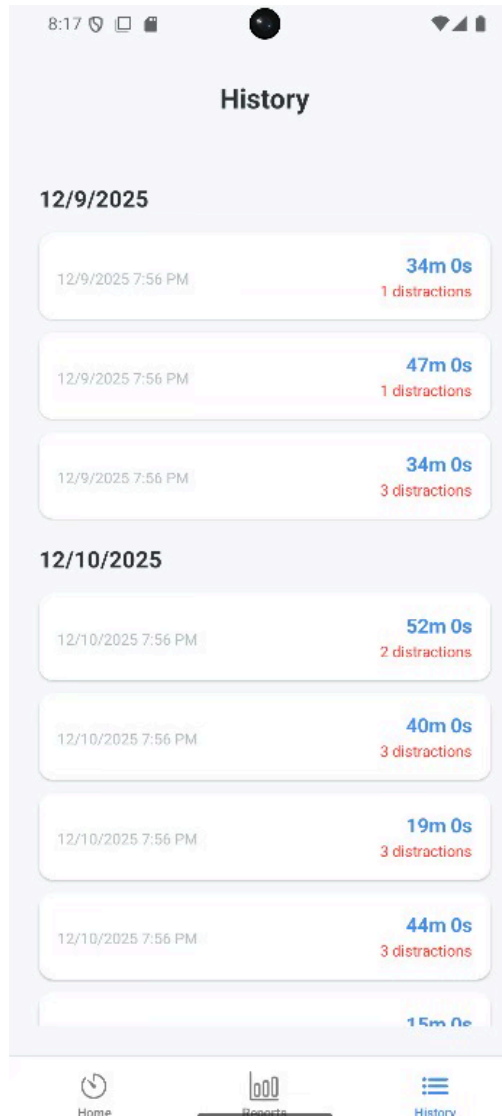 8:17
History
12/9/2025
34m 0s
12/9/2025 7:56 PM
1 distractions
47m 0s
12/9/2025 7:56 PM
1 distractions
34m 0s
12/9/2025 7:56 PM
3 distractions
12/10/2025
52m 0s
12/10/2025 7:56 PM
2 distractions
40m 0s
12/10/2025 7:56 PM
3 distractions
19m 0s
12/10/2025 7:56 PM
3 distractions
44m 0s
12/10/2025 7:56 PM
3 distractions
15m 0s
Home
Reports
History